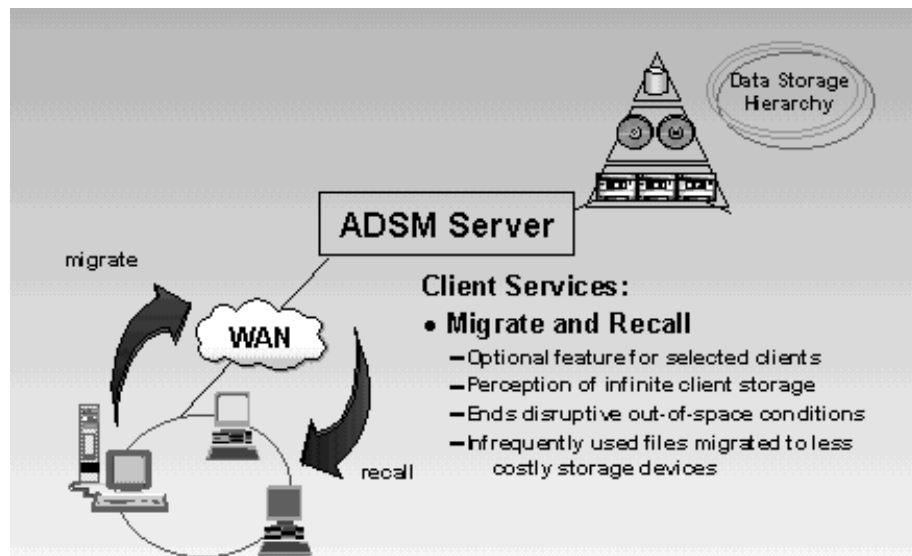 Data Storage
Hierarchy
ADSM Server
migrate
WAN
recall
Client Services:
• Migrate and Recall
–Optional feature for selected clients
–Perception of infinite client storage
–Ends disruptive out-of-space conditions
–Infrequently used files migrated to less
costly storage devices